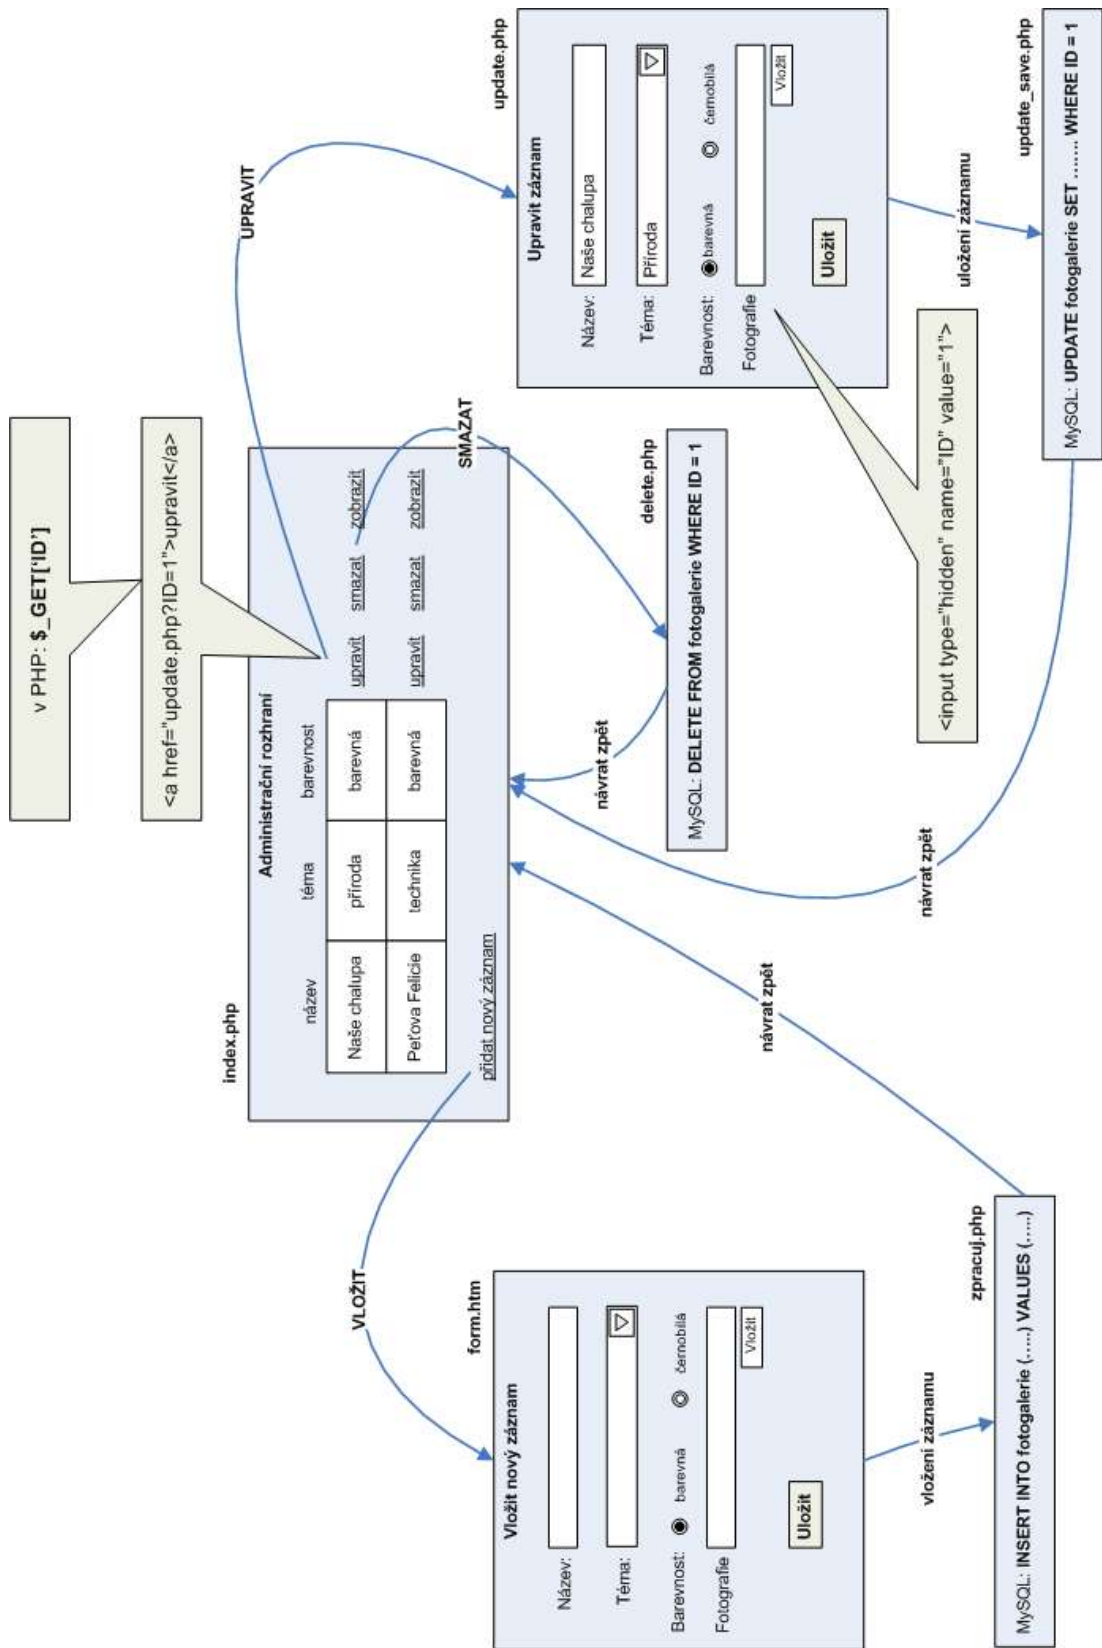 v PHP: $_GET['ID']
<a href="update.php?ID=1">upravit</a>
index.php
Administrační rozhraní
název téma barevnost
Naše chalupa příroda barevná upravit smazat zobrazit
Peťova Felicie technika barevná upravit smazat zobrazit
přidat nový záznam
VLOŽIT
SMAZAT
UPRAVIT
form.htm
Vložit nový záznam
Název:
Téma:
Barevnost: barevná černobílá
Fotografie
Vložit
Uložit
vložení záznamu
zpracuj.php
MySQL: INSERT INTO fotogalerie (.....) VALUES (.....)
návrat zpět
delete.php
MySQL: DELETE FROM fotogalerie WHERE ID = 1
návrat zpět
update.php
Upravit záznam
Název: Naše chalupa
Téma: Příroda
Barevnost: barevná černobílá
Fotografie
Vložit
Uložit
<input type="hidden" name="ID" value="1">
uložení záznamu
update_save.php
MySQL: UPDATE fotogalerie SET ....... WHERE ID = 1
návrat zpět